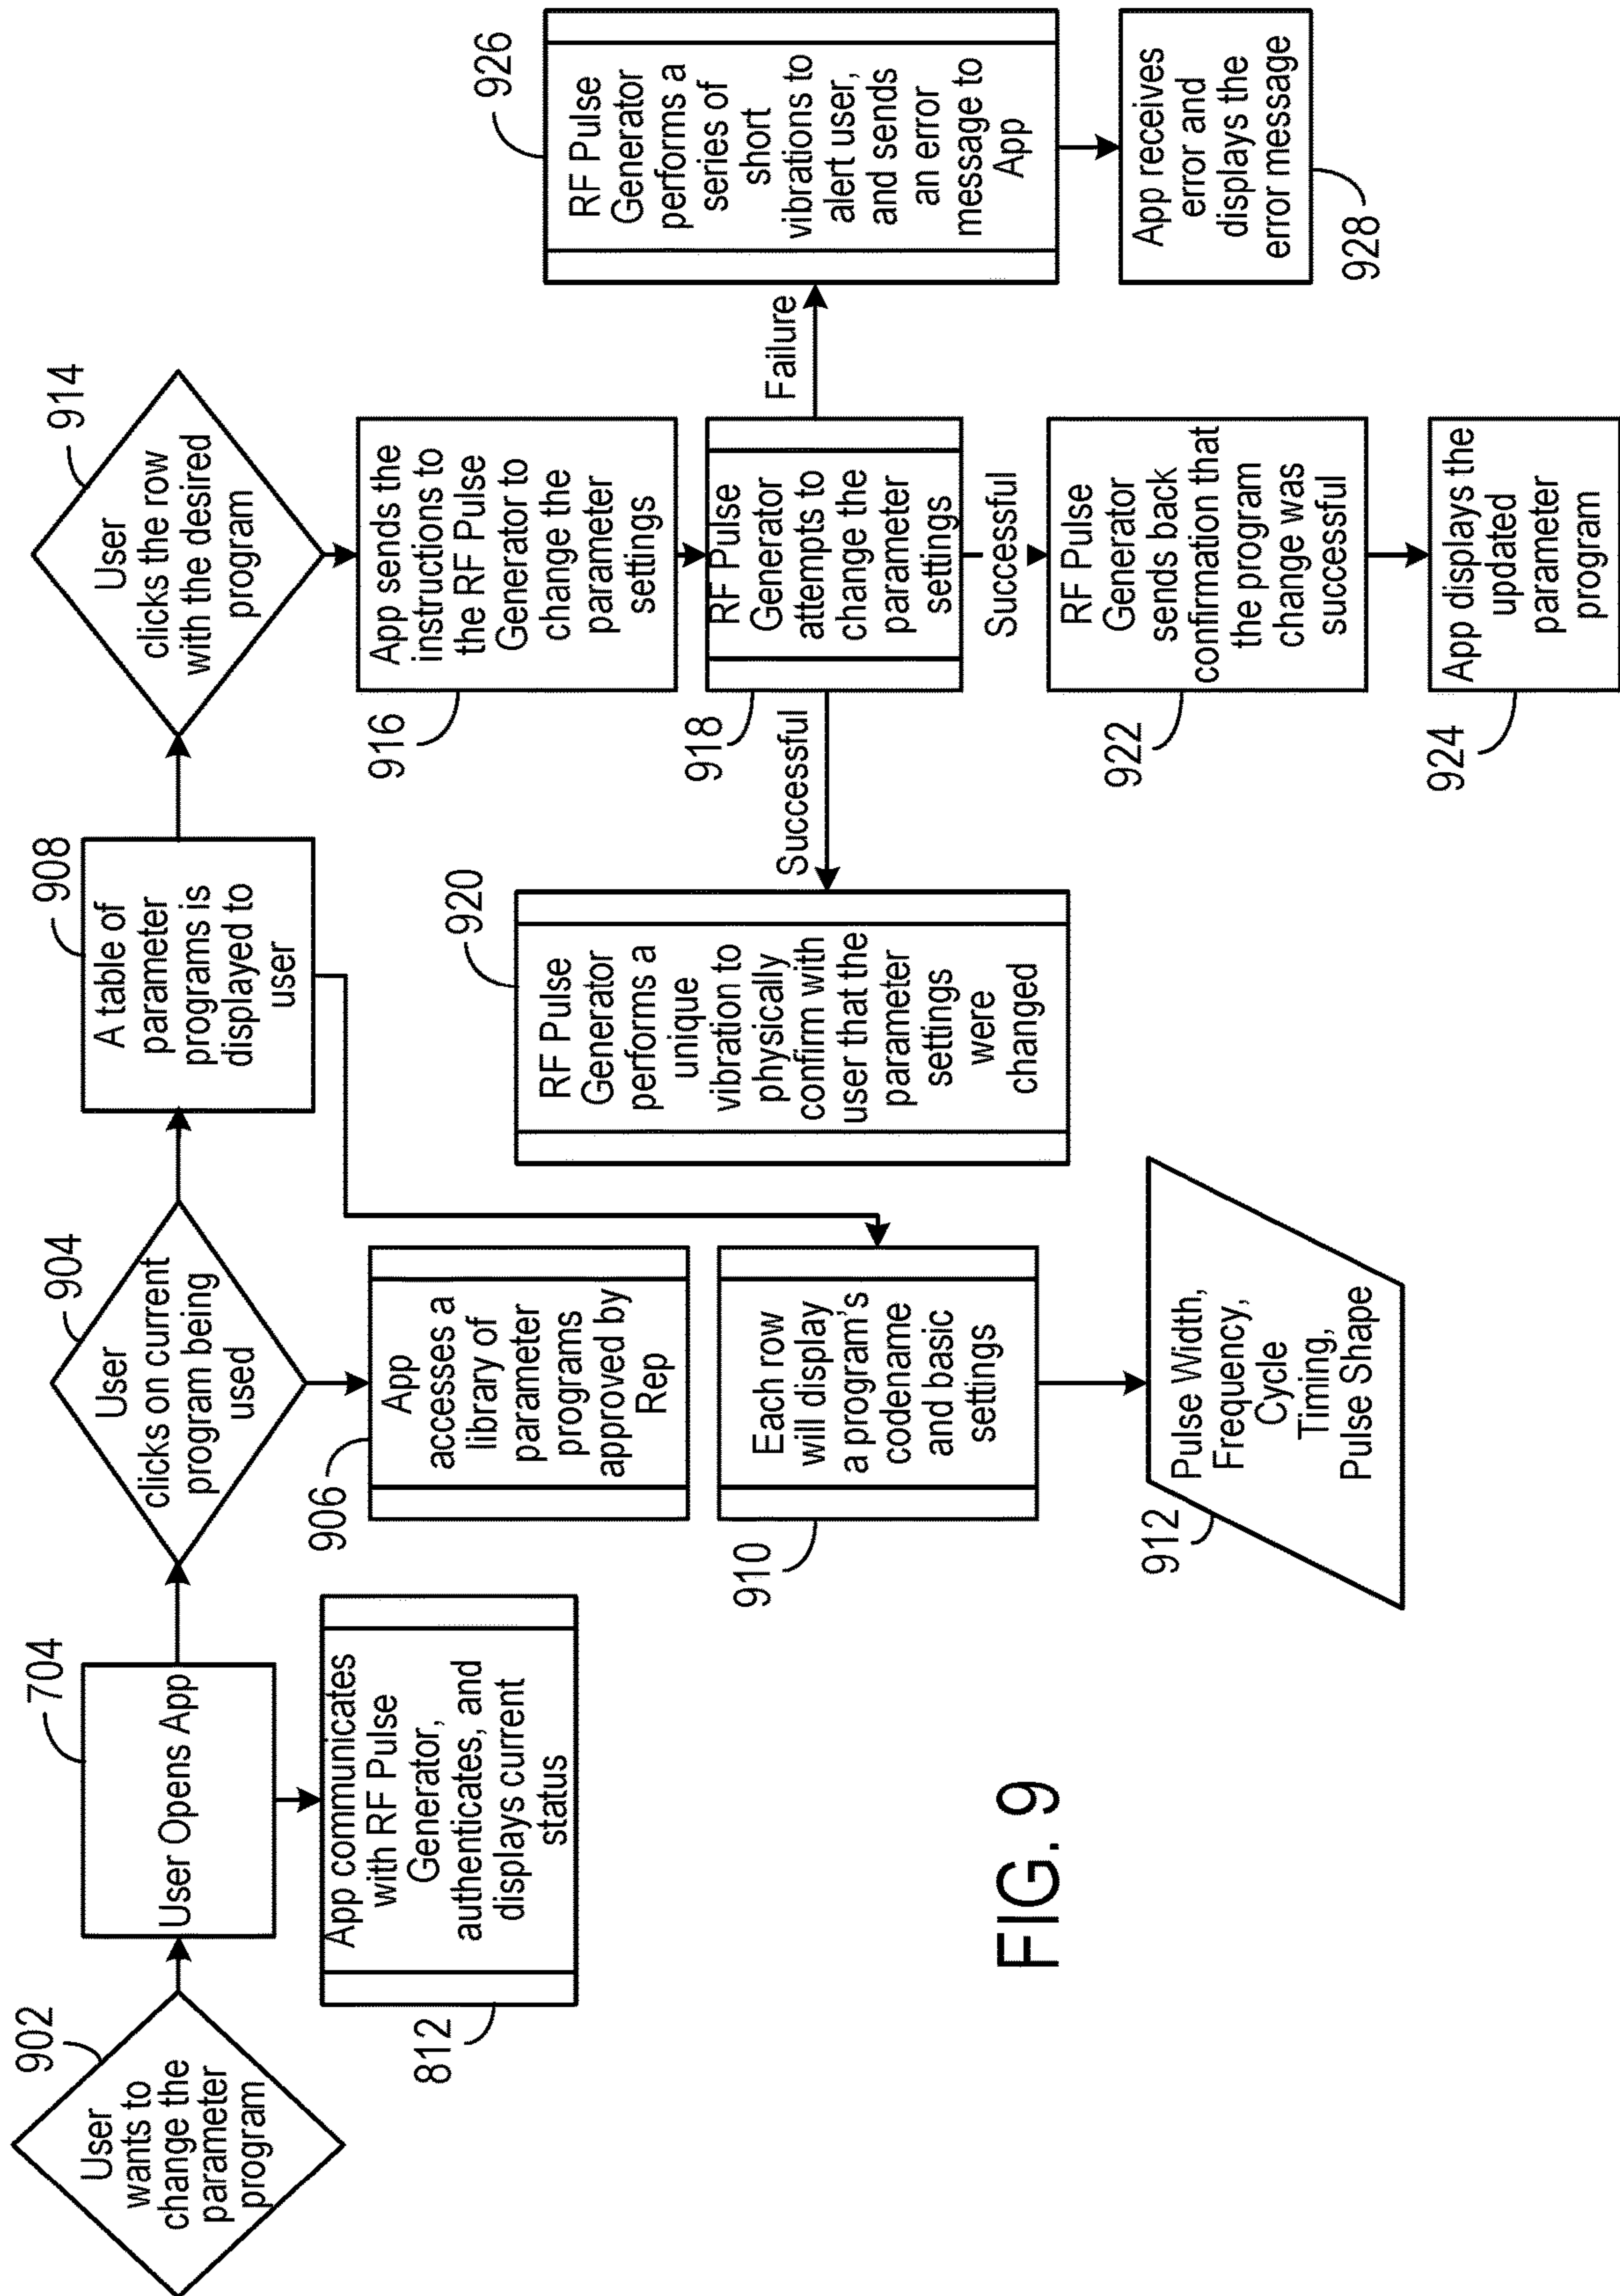 902
User
wants to
change the
parameter
program
704
User Opens App
812
App communicates
with RF Pulse
Generator,
authenticates, and
displays current
status
904
User
clicks on current
program being
used
906
App
accesses a
library of
parameter
programs
approved by
Rep
908
A table of
parameter
programs is
displayed to
user
910
Each row
will display
a program's
codename
and basic
settings
912
Pulse Width,
Frequency,
Cycle
Timing,
Pulse Shape
914
User
clicks the row
with the desired
program
916
App sends the
instructions to
the RF Pulse
Generator to
change the
parameter
settings
918
RF Pulse
Generator
attempts to
change the
parameter
settings
Successful
920
RF Pulse
Generator
performs a
unique
vibration to
physically
confirm with
user that the
parameter
settings
were
changed
Successful
922
RF Pulse
Generator
sends back
confirmation that
the program
change was
successful
924
App displays the
updated
parameter
program
Failure
926
RF Pulse
Generator
performs a
series of
short
vibrations to
alert user,
and sends
an error
message to
App
928
App receives
error and
displays the
error message
FIG. 9